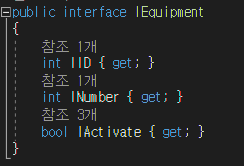 public interface IEquipment
{
참조 1개
int IID { get; }
참조 1개
int INumber { get; }
참조 3개
bool IActivate { get; }
}